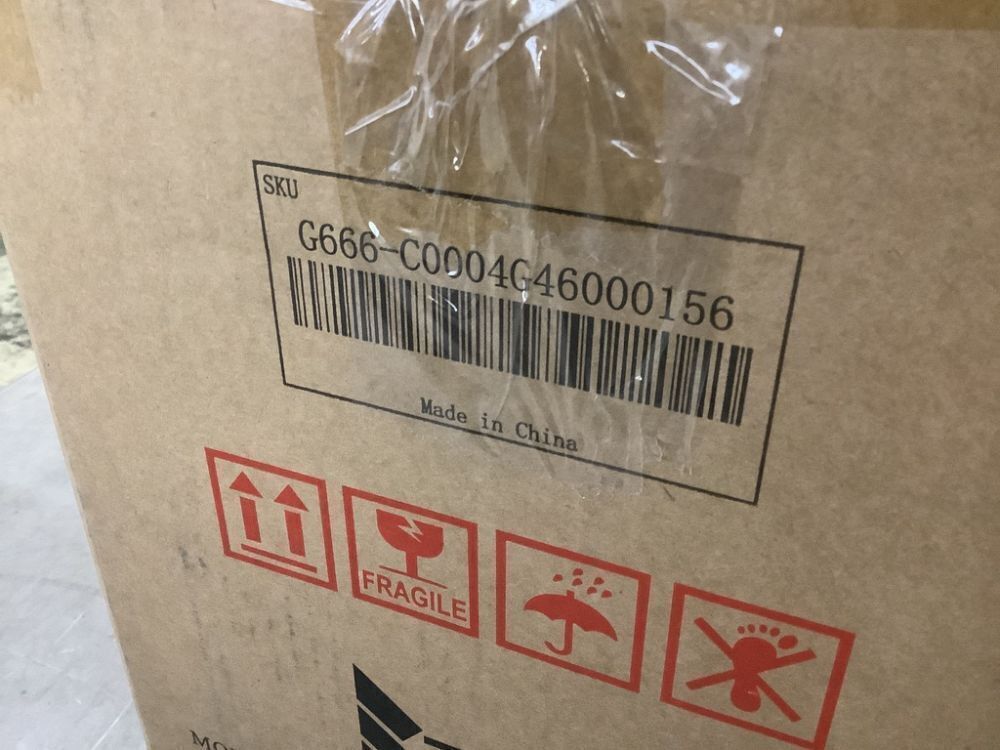 SKU
G666-C0004G46000156
Made in China
FRAGILE